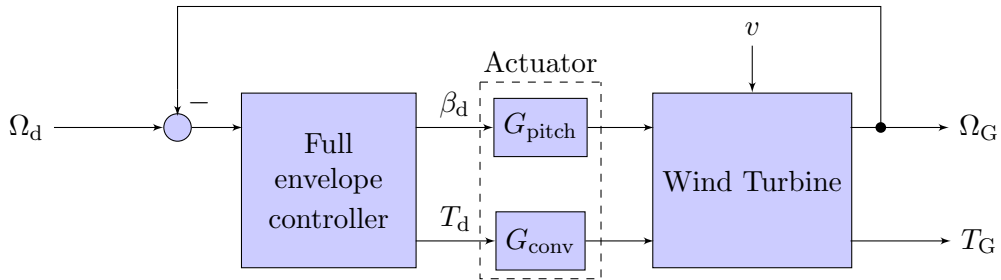 v
Actuator
−
Ω_d
β_d
G_pitch
Ω_G
Full
envelope
controller
Wind Turbine
T_d
G_conv
T_G